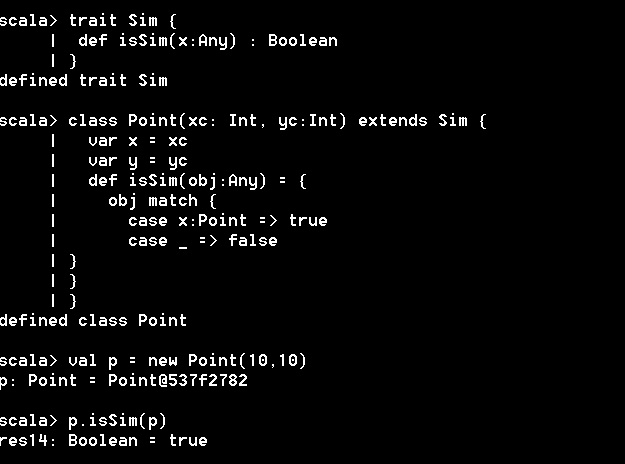 scala> trait Sim {
     |  def isSim(x:Any) : Boolean
     | }
defined trait Sim

scala> class Point(xc: Int, yc:Int) extends Sim {
     |   var x = xc
     |   var y = yc
     |   def isSim(obj:Any) = {
     |     obj match {
     |       case x:Point => true
     |       case _ => false
     | }
     | }
     | }
defined class Point

scala> val p = new Point(10,10)
p: Point = Point@537f2782

scala> p.isSim(p)
res14: Boolean = true